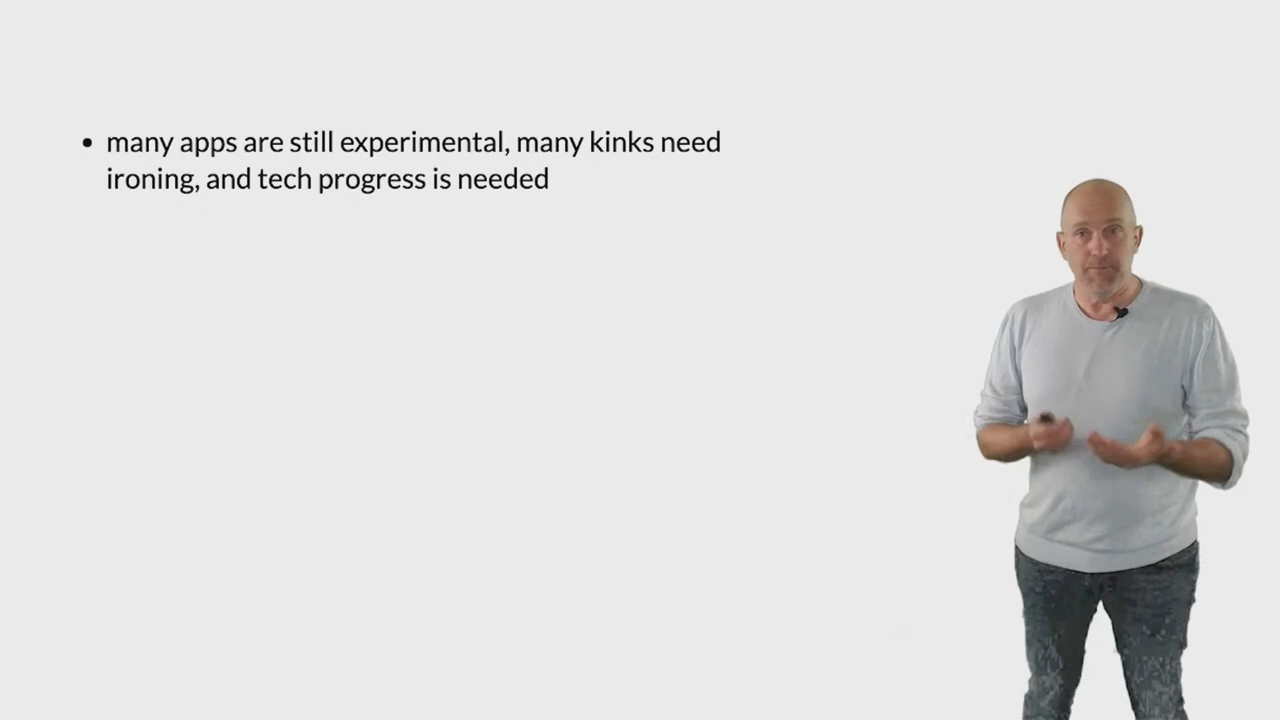 • many apps are still experimental, many kinks need
ironing, and tech progress is needed